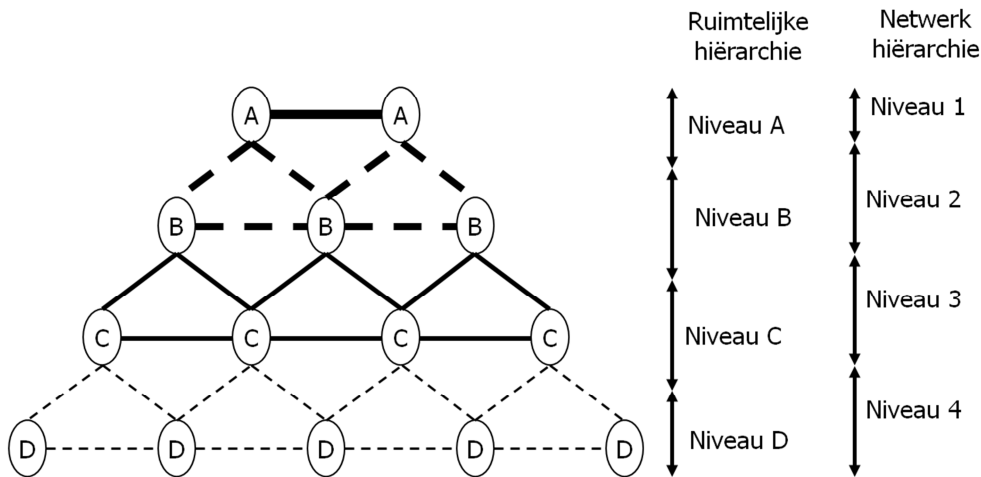 Ruimtelijke
hiërarchie
Netwerk
hiërarchie
A A
Niveau A
Niveau 1
B B B
Niveau B
Niveau 2
C C C C
Niveau C
Niveau 3
D D D D D
Niveau D
Niveau 4